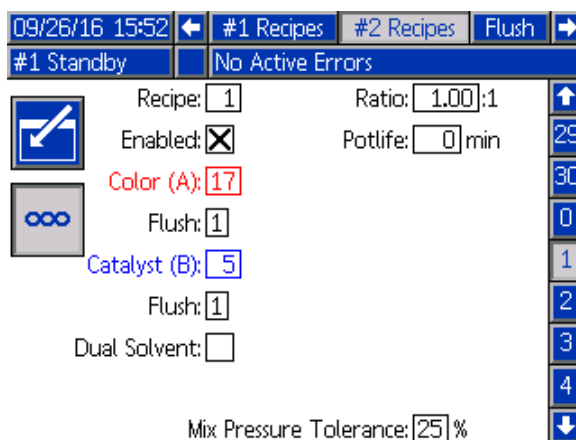 09/26/16 15:52 #1 Recipes #2 Recipes Flush
#1 Standby No Active Errors
Recipe: 1 Ratio: 1.00 :1
Enabled: Potlife: 0 min
Color (A): 17
Flush: 1
Catalyst (B): 5
Flush: 1
Dual Solvent:
Mix Pressure Tolerance: 25 %
29
30
0
1
2
3
4